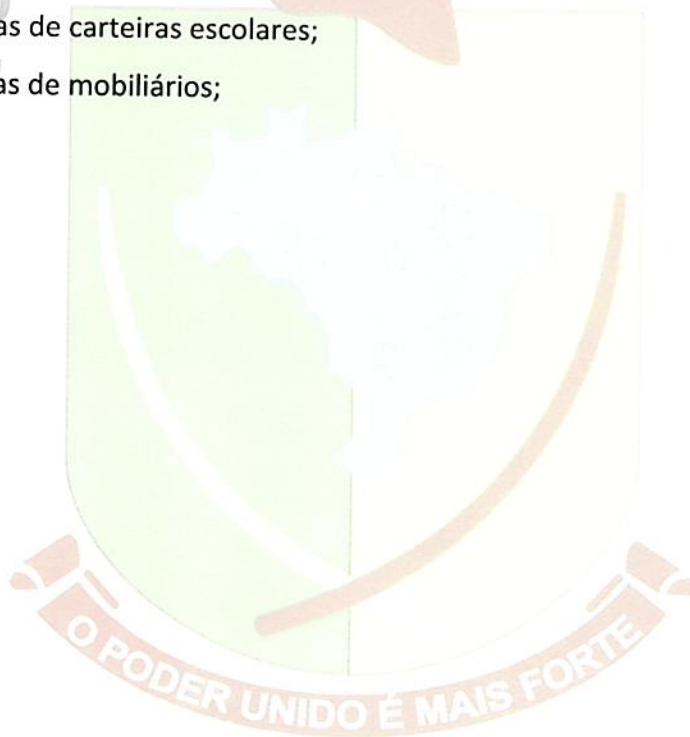 as de carteiras escolares;
as de mobiliários;
O PODER UNIDO É MAIS FORTE